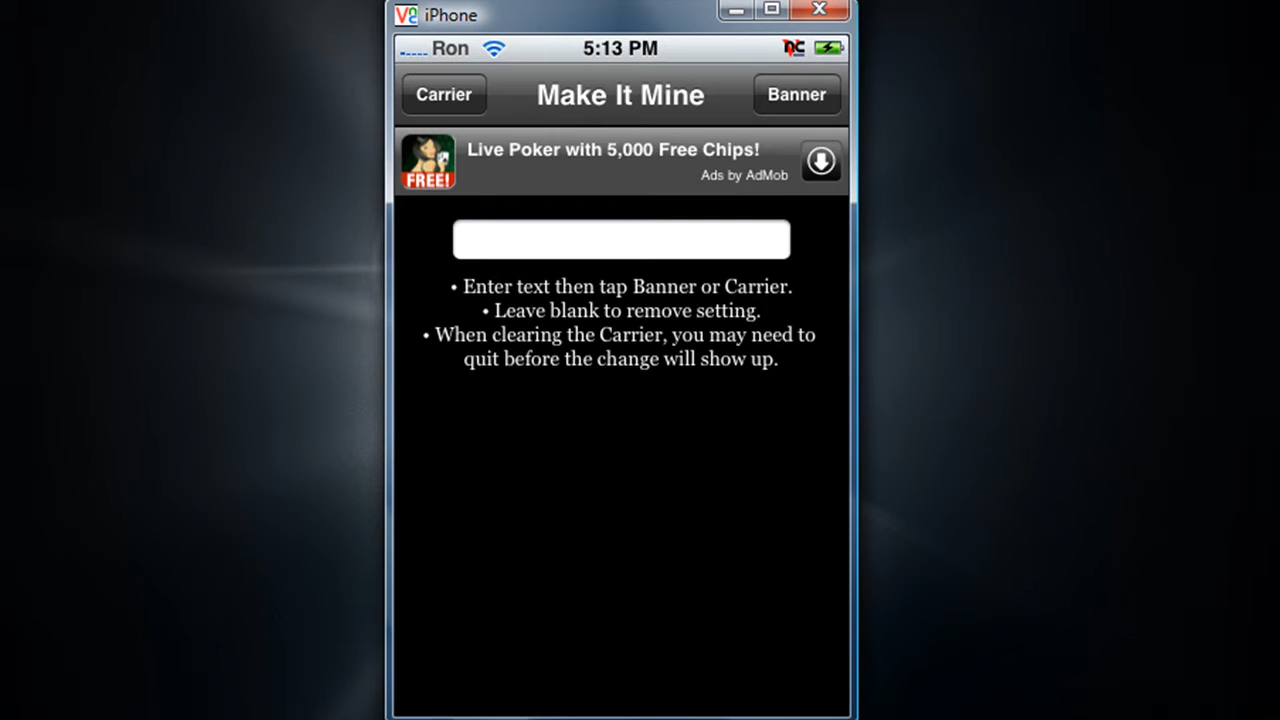 VNC iPhone
Ron 5:13 PM
Carrier Make It Mine Banner
Live Poker with 5,000 Free Chips!
FREE! Ads by AdMob
• Enter text then tap Banner or Carrier.
• Leave blank to remove setting.
• When clearing the Carrier, you may need to
quit before the change will show up.